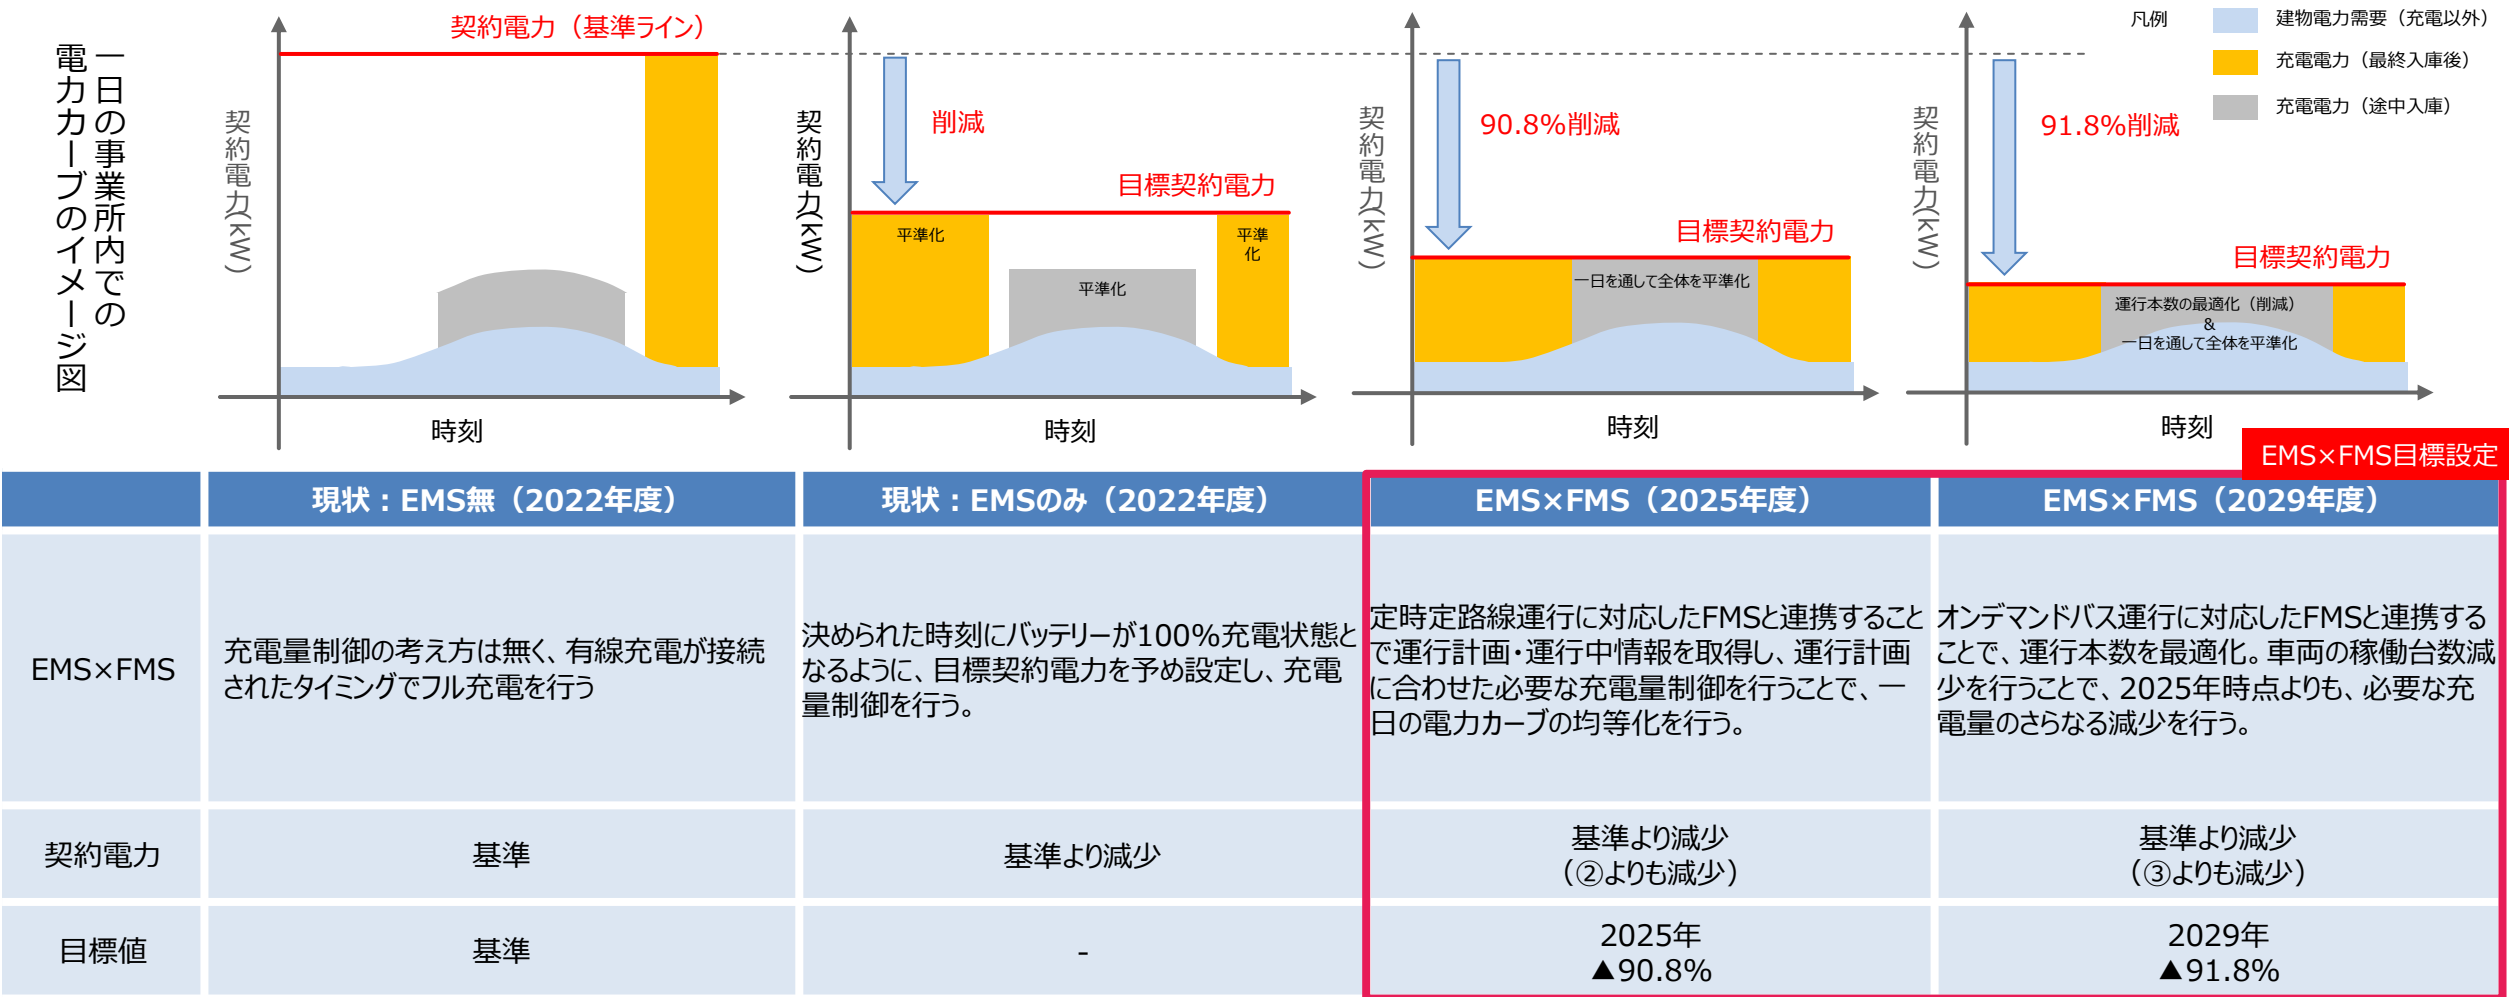 一日の事業所内での
電力カーブのイメージ図
契約電力（基準ライン）
契約電力(kW)
時刻
契約電力(kW)
削減
目標契約電力
平準化
平準化
平準
化
時刻
契約電力(kW)
90.8%削減
目標契約電力
一日を通して全体を平準化
時刻
契約電力(kW)
91.8%削減
目標契約電力
運行本数の最適化（削減）
&
一日を通して全体を平準化
時刻
凡例
建物電力需要（充電以外）
充電電力（最終入庫後）
充電電力（途中入庫）
EMS×FMS目標設定
現状：EMS無（2022年度）
現状：EMSのみ（2022年度）
EMS×FMS（2025年度）
EMS×FMS（2029年度）
EMS×FMS
充電量制御の考え方は無く、有線充電が接続
されたタイミングでフル充電を行う
決められた時刻にバッテリーが100%充電状態と
なるように、目標契約電力を予め設定し、充電
量制御を行う。
定時定路線運行に対応したFMSと連携すること
で運行計画・運行中情報を取得し、運行計画
に合わせた必要な充電量制御を行うことで、一
日の電力カーブの均等化を行う。
オンデマンドバス運行に対応したFMSと連携する
ことで、運行本数を最適化。車両の稼働台数減
少を行うことで、2025年時点よりも、必要な充
電量のさらなる減少を行う。
契約電力
基準
基準より減少
基準より減少
（②よりも減少）
基準より減少
（③よりも減少）
目標値
基準
-
2025年
▲90.8%
2029年
▲91.8%